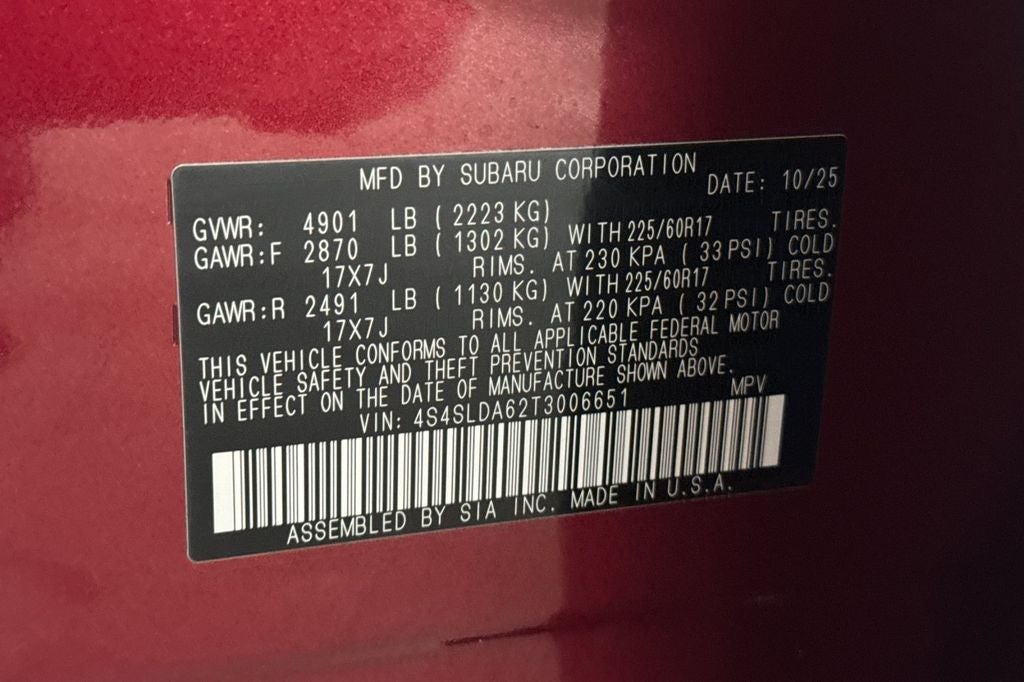 MFD BY SUBARU CORPORATION DATE: 10/25
GVWR: 4901 LB ( 2223 KG)
GAWR:F 2870 LB ( 1302 KG) WITH 225/60R17 TIRES.
17X7J RIMS. AT 230 KPA ( 33 PSI) COLD
GAWR:R 2491 LB ( 1130 KG) WITH 225/60R17 TIRES.
17X7J RIMS. AT 220 KPA ( 32 PSI) COLD
THIS VEHICLE CONFORMS TO ALL APPLICABLE FEDERAL MOTOR
VEHICLE SAFETY AND THEFT PREVENTION STANDARDS
IN EFFECT ON THE DATE OF MANUFACTURE SHOWN ABOVE.
VIN: 4S4SLDA62T3006651 MPV
ASSEMBLED BY SIA INC. MADE IN U.S.A.